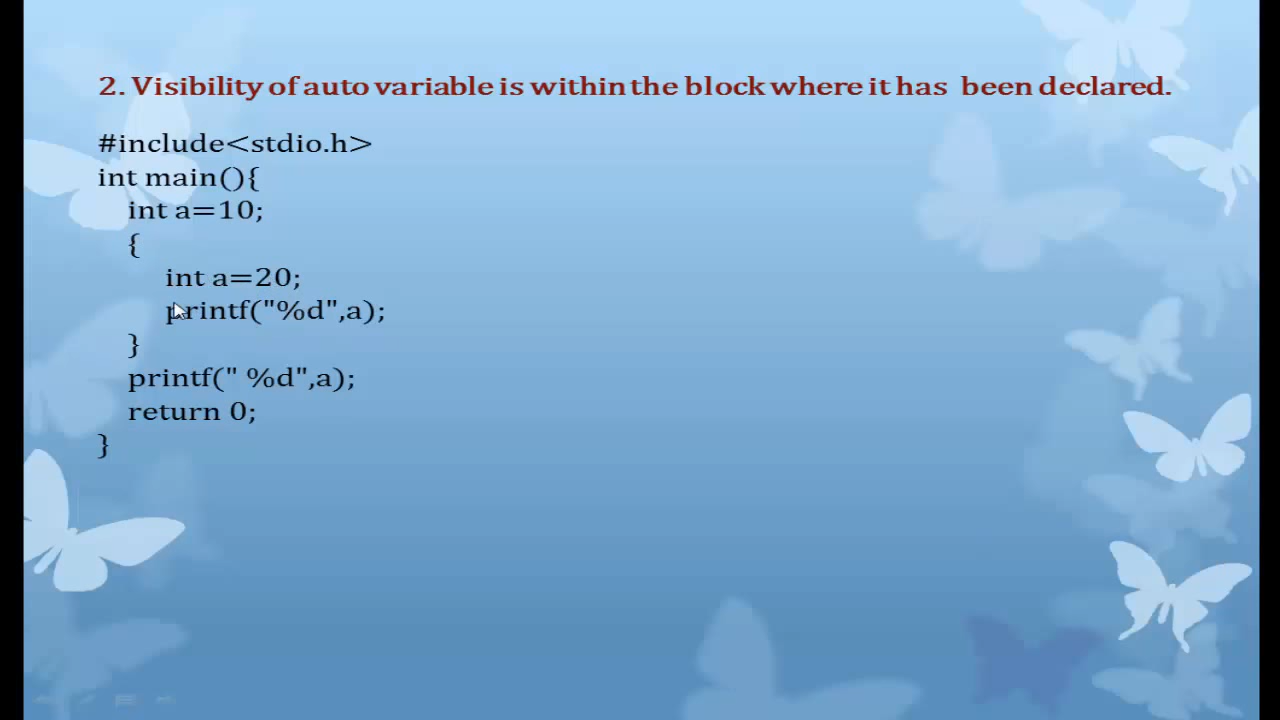 2. Visibility of auto variable is within the block where it has been declared.
#include<stdio.h>
int main(){
int a=10;
{
int a=20;
printf("%d",a);
}
printf(" %d",a);
return 0;
}